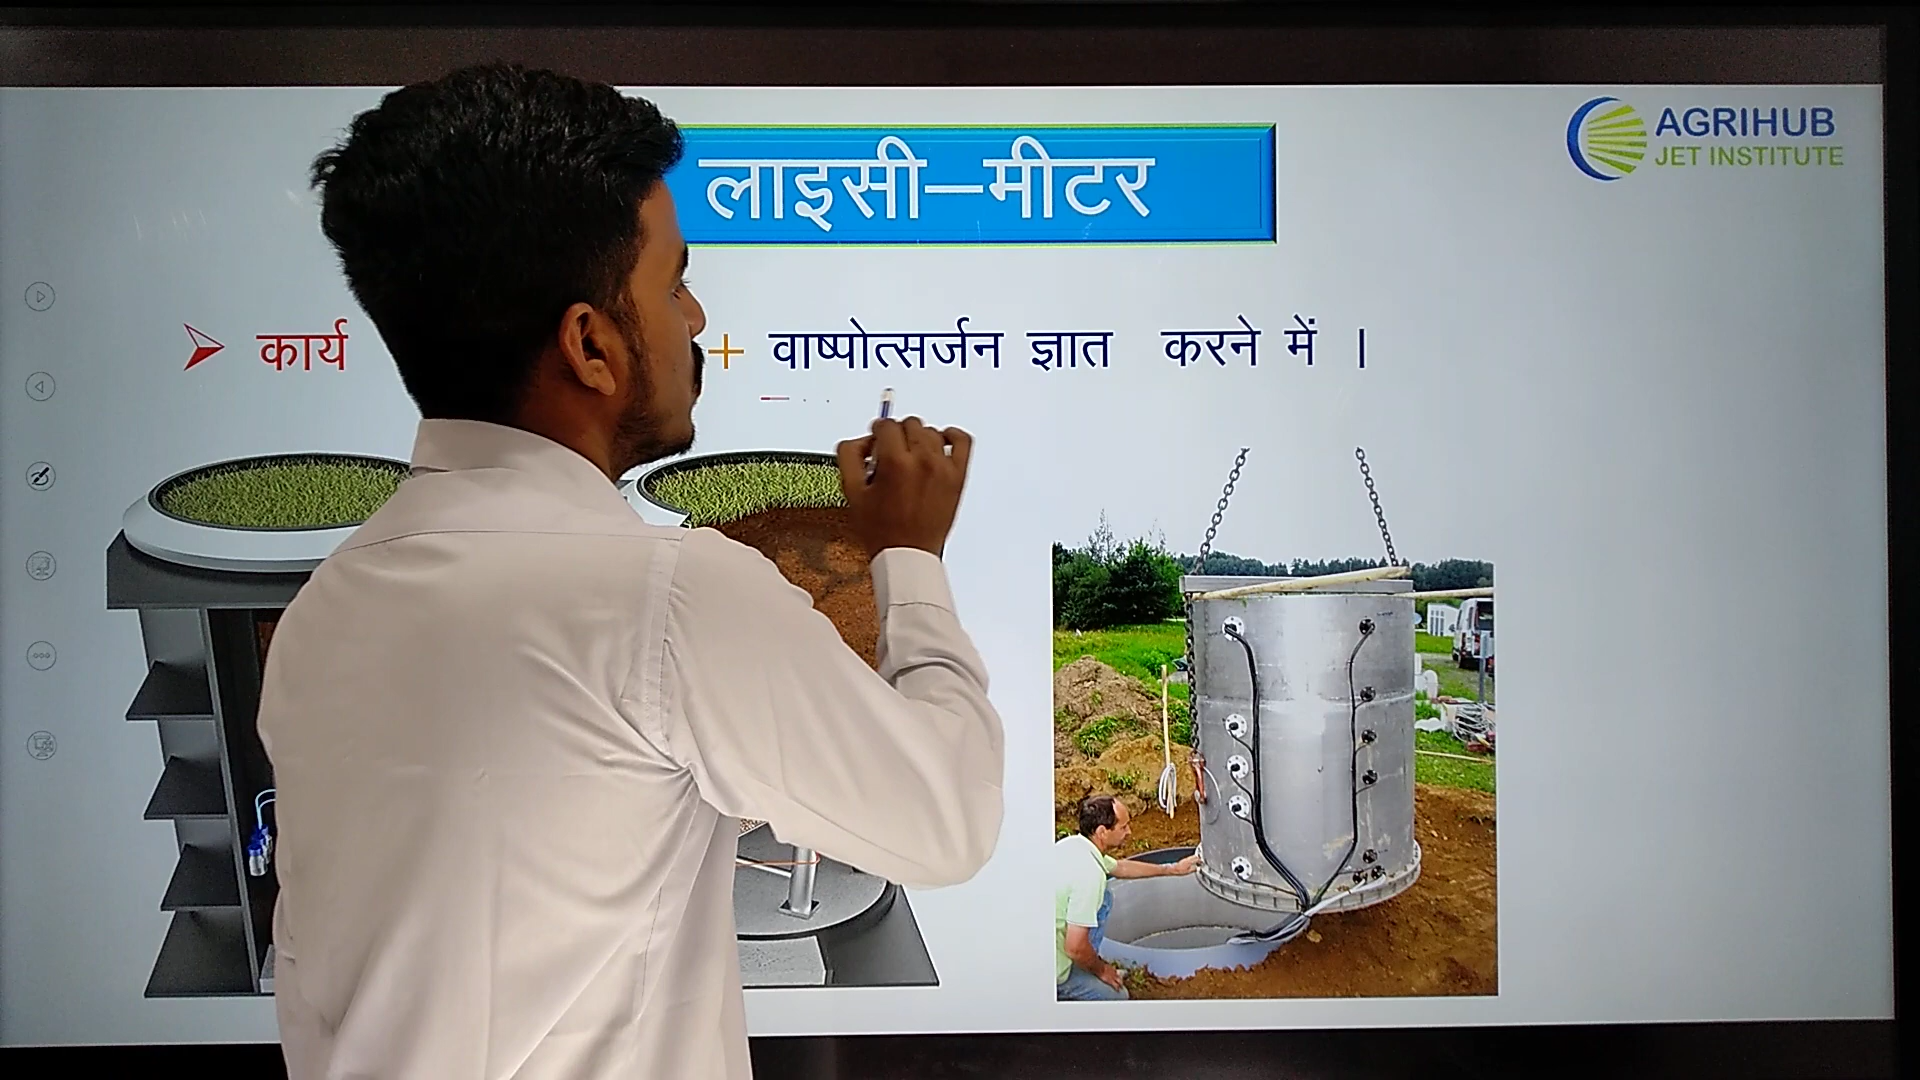 लाइसी–मीटर
AGRIHUB
JET INSTITUTE
कार्य + वाष्पोत्सर्जन ज्ञात करने में ।